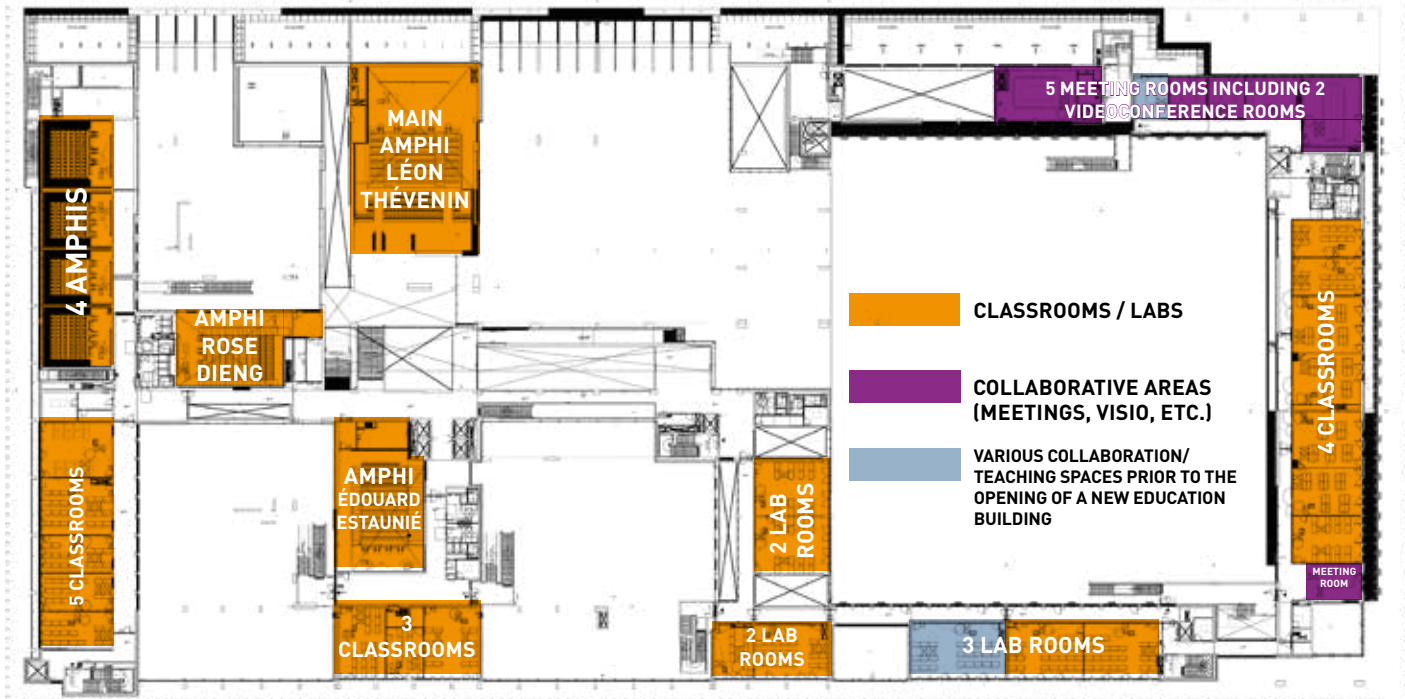 5 MEETING ROOMS INCLUDING 2
VIDEOCONFERENCE ROOMS
MAIN
AMPHI
LÉON
THÉVENIN
4 AMPHIS
AMPHI
ROSE
DIENG
CLASSROOMS / LABS
COLLABORATIVE AREAS
(MEETINGS, VISIO, ETC.)
VARIOUS COLLABORATION/
TEACHING SPACES PRIOR TO THE
OPENING OF A NEW EDUCATION
BUILDING
4 CLASSROOMS
5 CLASSROOMS
AMPHI
ÉDOUARD
ESTAUNIÉ
2 LAB
ROOMS
MEETING
ROOM
3
CLASSROOMS
2 LAB
ROOMS
3 LAB ROOMS